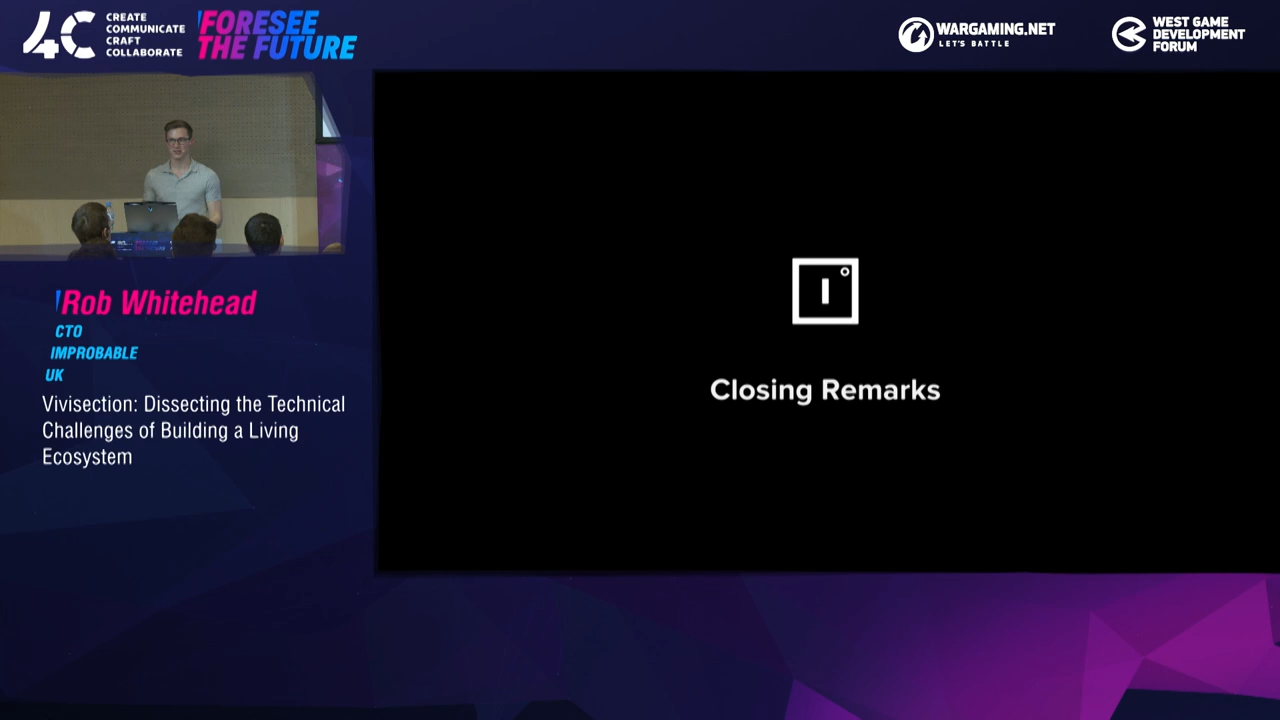 4C
CREATE
COMMUNICATE
CRAFT
COLLABORATE
FORESEE
THE FUTURE
WARGAMING.NET
LET'S BATTLE
WEST GAME
DEVELOPMENT
FORUM
Rob Whitehead
CTO
IMPROBABLE
UK
Vivisection: Dissecting the Technical
Challenges of Building a Living
Ecosystem
I
Closing Remarks